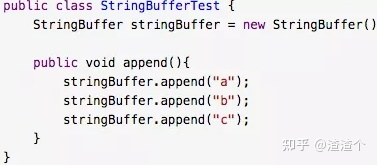 public class StringBufferTest {
    StringBuffer stringBuffer = new StringBuffer()

    public void append(){
        stringBuffer.append("a");
        stringBuffer.append("b");
        stringBuffer.append("c");
    }
}
知乎 @渣渣个